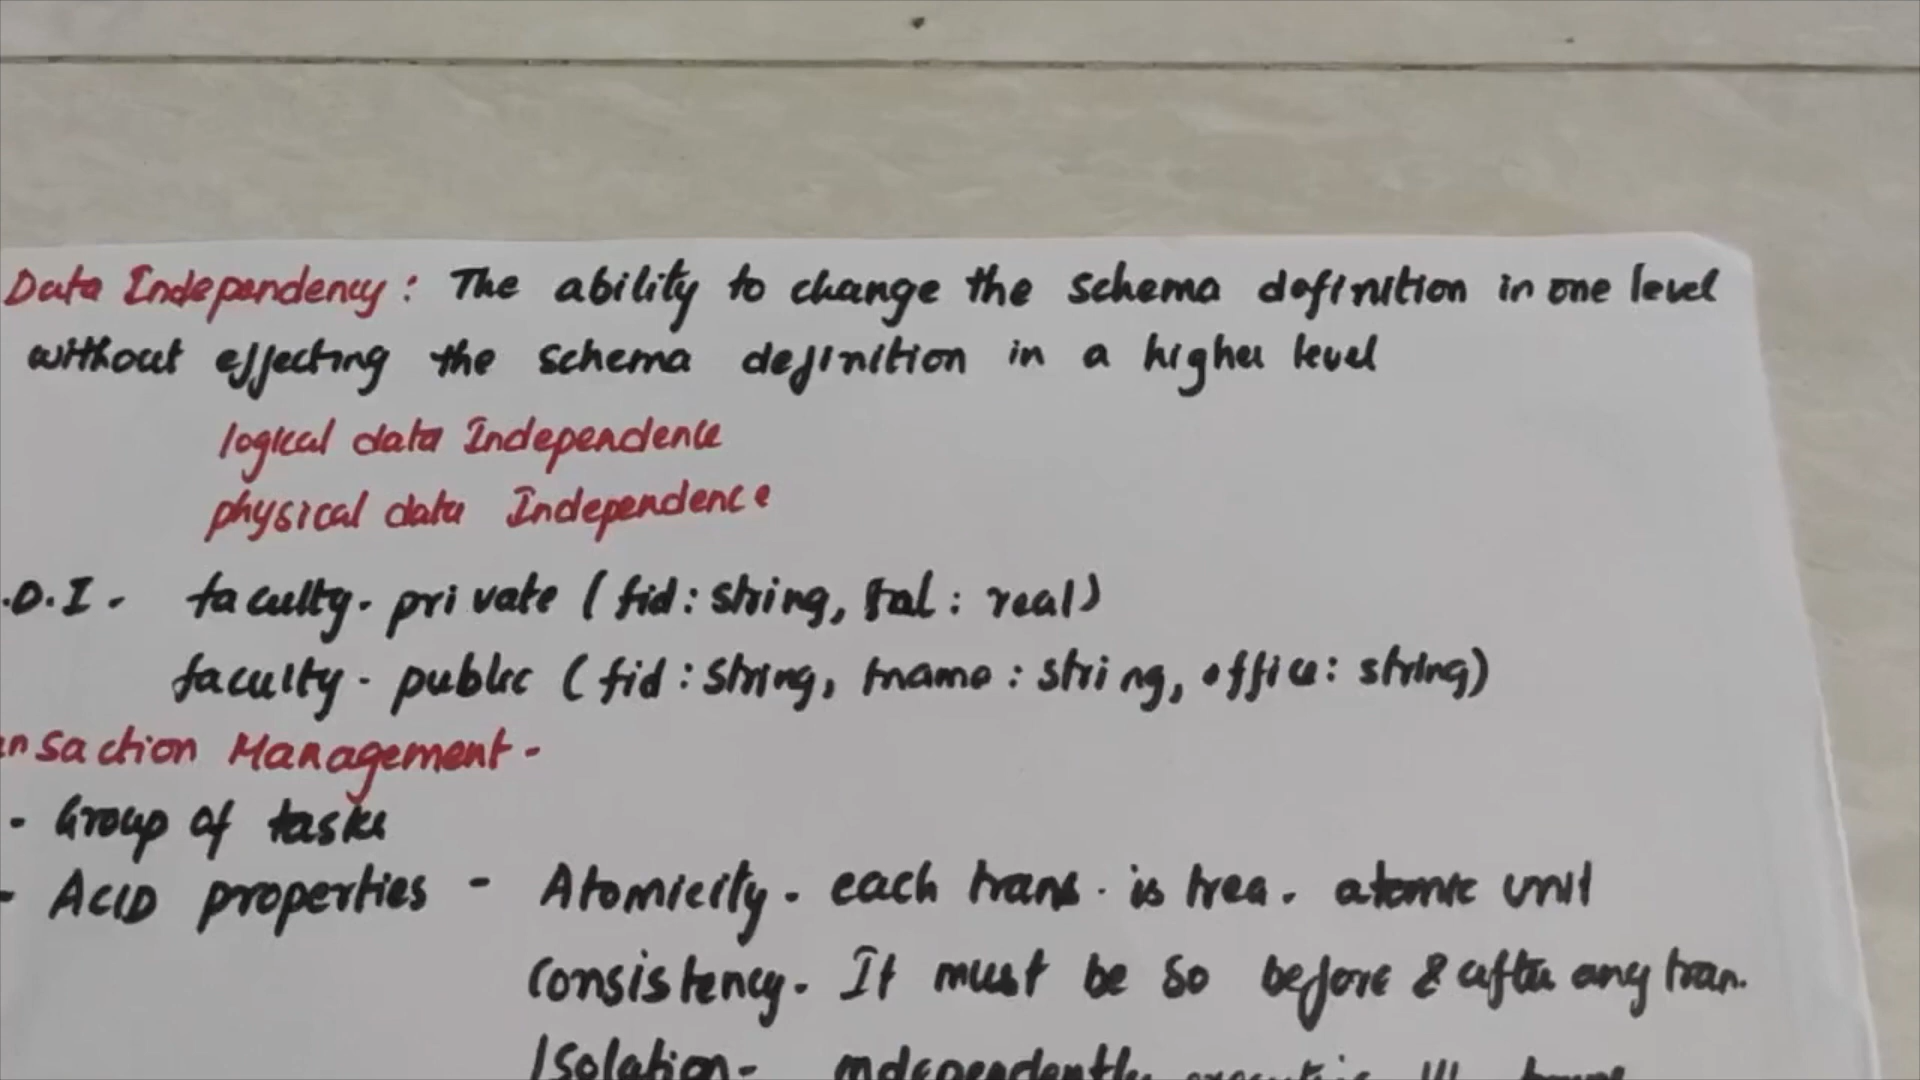 Data Independency: The ability to change the schema definition in one level
without effecting the schema definition in a higher level
logical data Independence
physical data Independence
.D.I. faculty. private (fid: string, sal: real)
faculty. public (fid: string, fname: string, office: string)
ansaction Management -
- Group of tasks
- ACID properties - Atomicity. each trans. is trea. atomic unit
Consistency. It must be so before & after any tran.
Isolation-